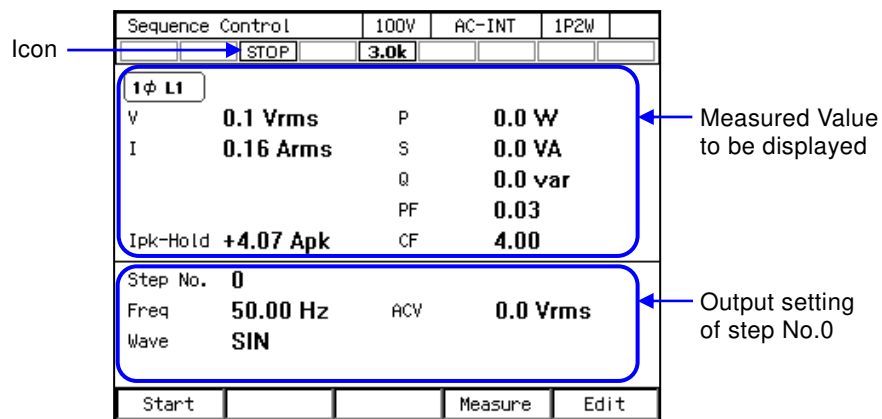 Sequence Control 100V AC-INT 1P2W
Icon STOP 3.0k
1ϕ L1
V 0.1 Vrms P 0.0 W
I 0.16 Arms S 0.0 VA
Q 0.0 var
PF 0.03
Ipk-Hold +4.07 Apk CF 4.00
Measured Value
to be displayed
Step No. 0
Freq 50.00 Hz ACV 0.0 Vrms
Wave SIN
Output setting
of step No.0
Start Measure Edit